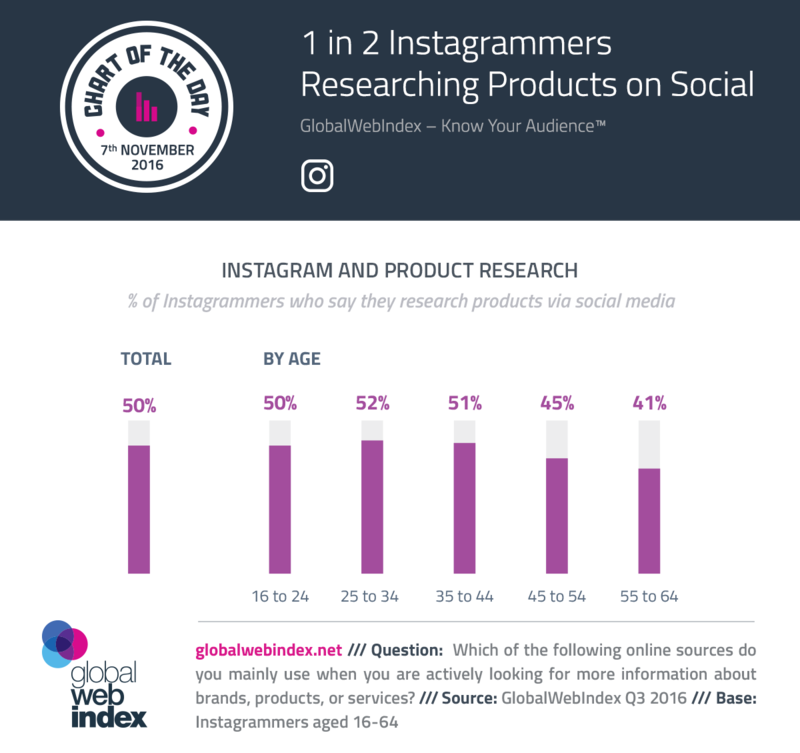 CHART OF THE DAY
7th NOVEMBER
2016
1 in 2 Instagrammers
Researching Products on Social
GlobalWebIndex – Know Your Audience™
INSTAGRAM AND PRODUCT RESEARCH
% of Instagrammers who say they research products via social media
TOTAL BY AGE
50% 50% 52% 51% 45% 41%
16 to 24 25 to 34 35 to 44 45 to 54 55 to 64
global
web
index
globalwebindex.net /// Question: Which of the following online sources do
you mainly use when you are actively looking for more information about
brands, products, or services? /// Source: GlobalWebIndex Q3 2016 /// Base:
Instagrammers aged 16-64